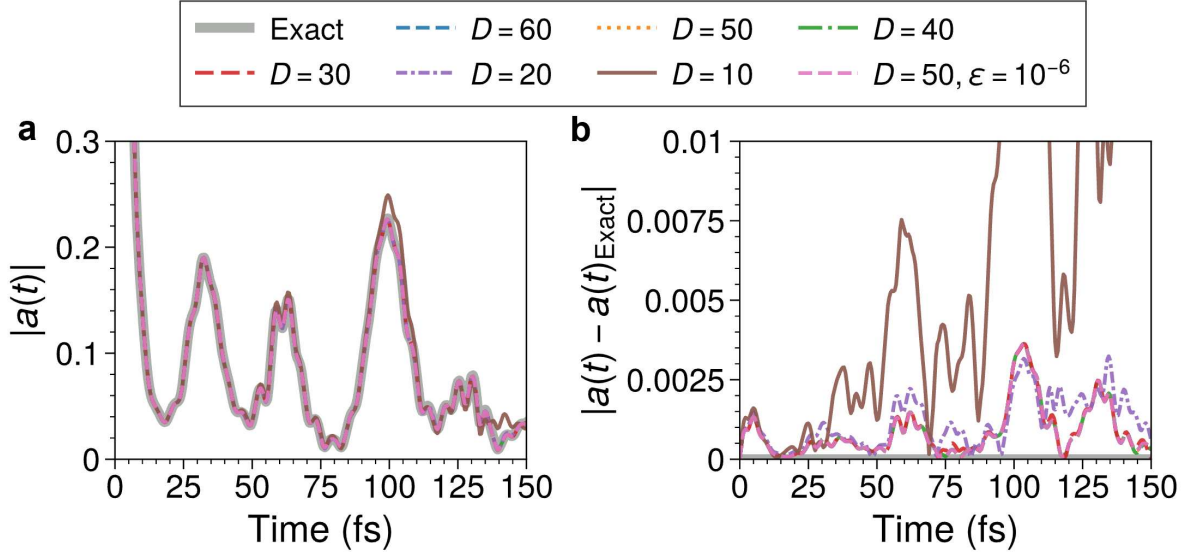 Exact D = 60 D = 50 D = 40
D = 30 D = 20 D = 10 D = 50, ε = 10⁻⁶
a b
|a(t)|
0.3
0.2
0.1
0
0 25 50 75 100 125 150
Time (fs)
|a(t) − a(t)Exact|
0.01
0.0075
0.005
0.0025
0
0 25 50 75 100 125 150
Time (fs)